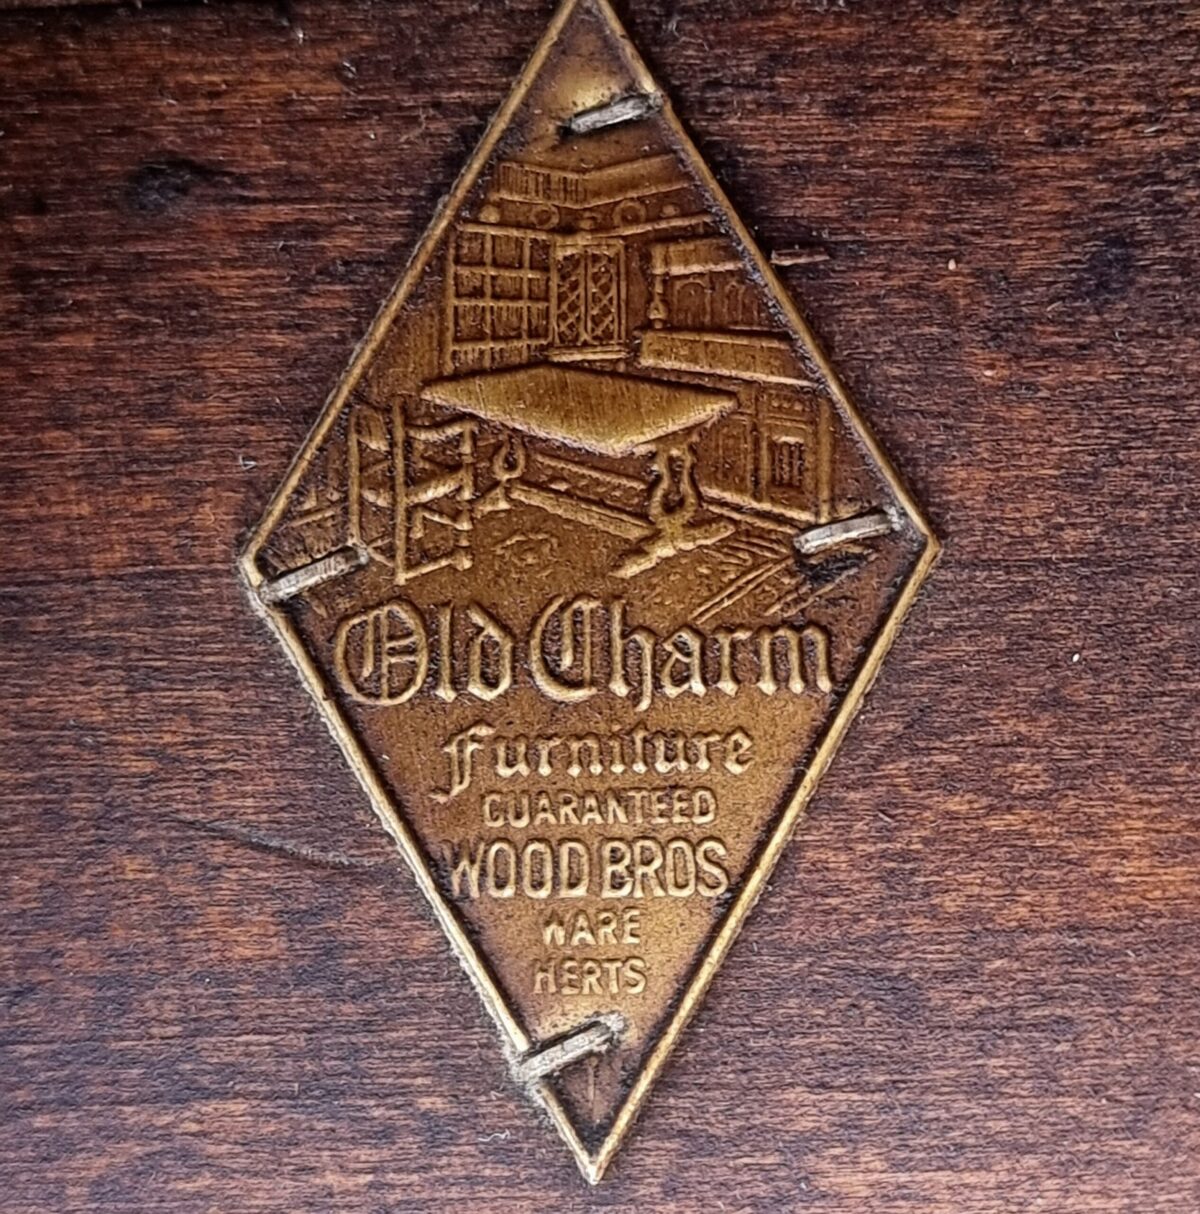 Old Charm
Furniture
GUARANTEED
WOOD BROS
WARE
HERTS